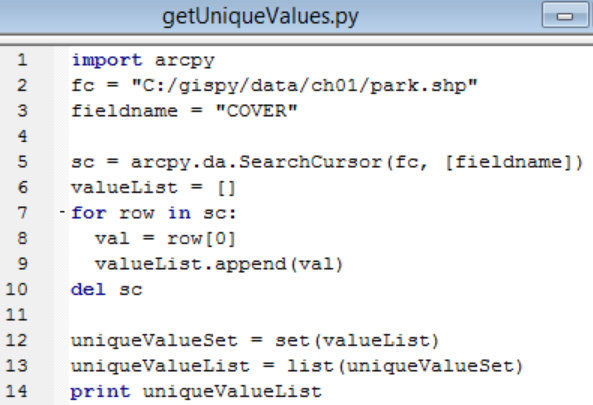 getUniqueValues.py
1 import arcpy
2 fc = "C:/gispy/data/ch01/park.shp"
3 fieldname = "COVER"
4
5 sc = arcpy.da.SearchCursor(fc, [fieldname])
6 valueList = []
7 for row in sc:
8   val = row[0]
9   valueList.append(val)
10 del sc
11
12 uniqueValueSet = set(valueList)
13 uniqueValueList = list(uniqueValueSet)
14 print uniqueValueList